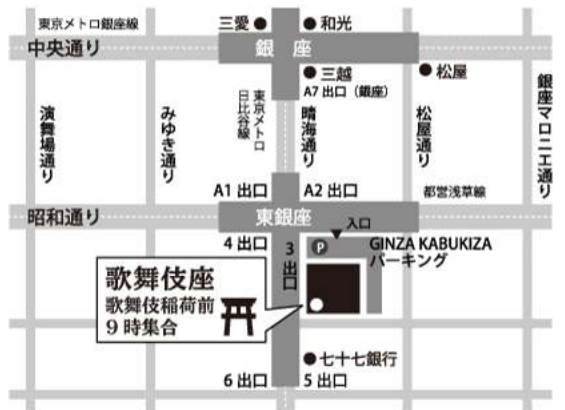 東京メトロ銀座線
三愛
和光
中央通り
銀 座
三越
松屋
A7 出口（銀座）
演舞場通り
みゆき通り
東京メトロ
日比谷線
晴海通り
松屋通り
銀座マロニエ通り
A1 出口
A2 出口
都営浅草線
昭和通り
東銀座
入口
4 出口
3 出口
P
GINZA KABUKIZA
パーキング
歌舞伎座
歌舞伎稲荷前
9 時集合
七十七銀行
6 出口
5 出口